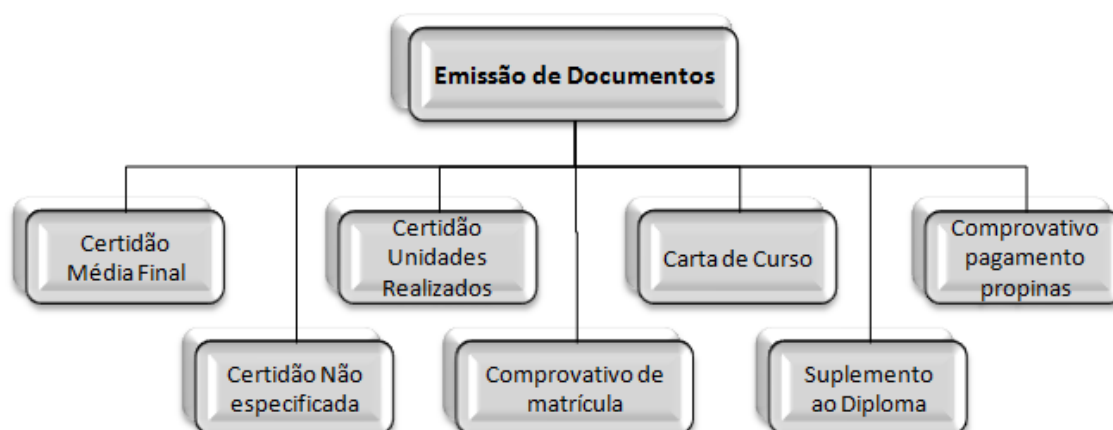 Emissão de Documentos
Certidão
Média Final
Certidão
Unidades
Realizados
Carta de Curso
Comprovativo
pagamento
propinas
Certidão Não
especificada
Comprovativo de
matrícula
Suplemento
ao Diploma